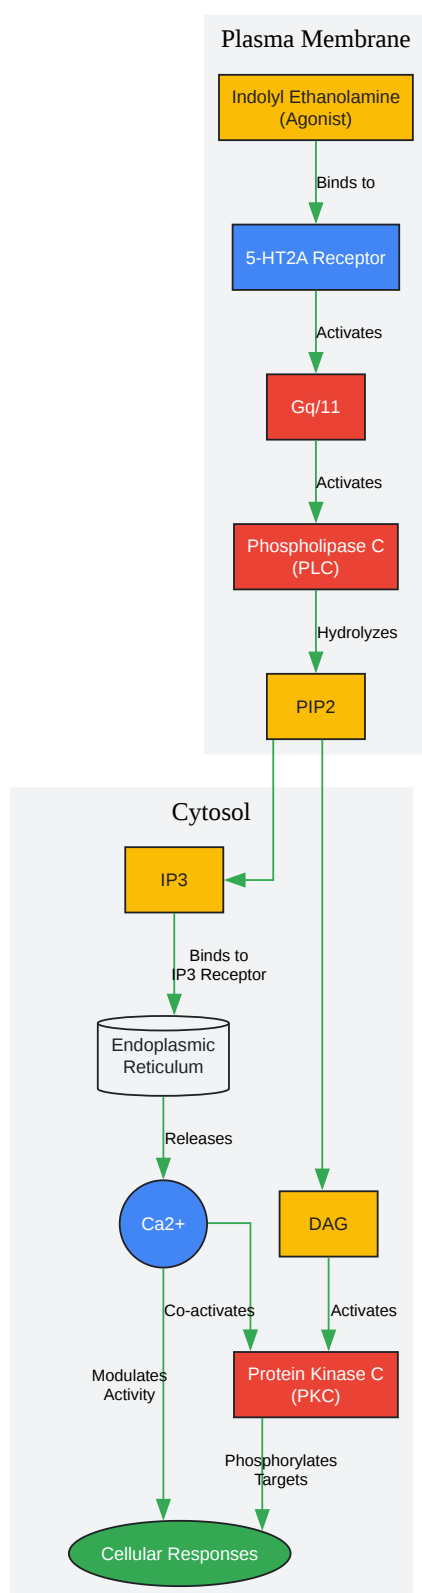 Plasma Membrane
Indolyl Ethanolamine
(Agonist)
Binds to
5-HT2A Receptor
Activates
Gq/11
Activates
Phospholipase C
(PLC)
Hydrolyzes
PIP2
Cytosol
IP3
Binds to
IP3 Receptor
Endoplasmic
Reticulum
Releases
Ca2+
DAG
Co-activates
Activates
Modulates
Activity
Protein Kinase C
(PKC)
Phosphorylates
Targets
Cellular Responses